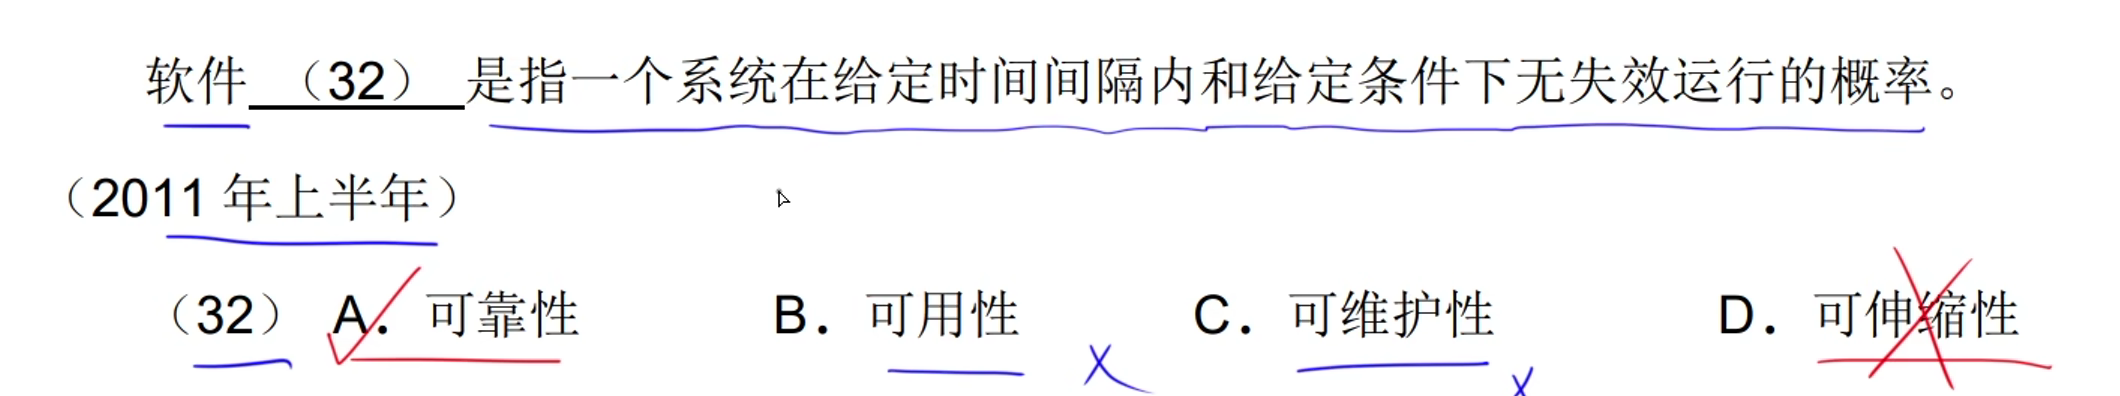 软件 （32） 是指一个系统在给定时间间隔内和给定条件下无失效运行的概率。
（2011 年上半年）
（32） A．可靠性 B．可用性 C．可维护性 D．可伸缩性